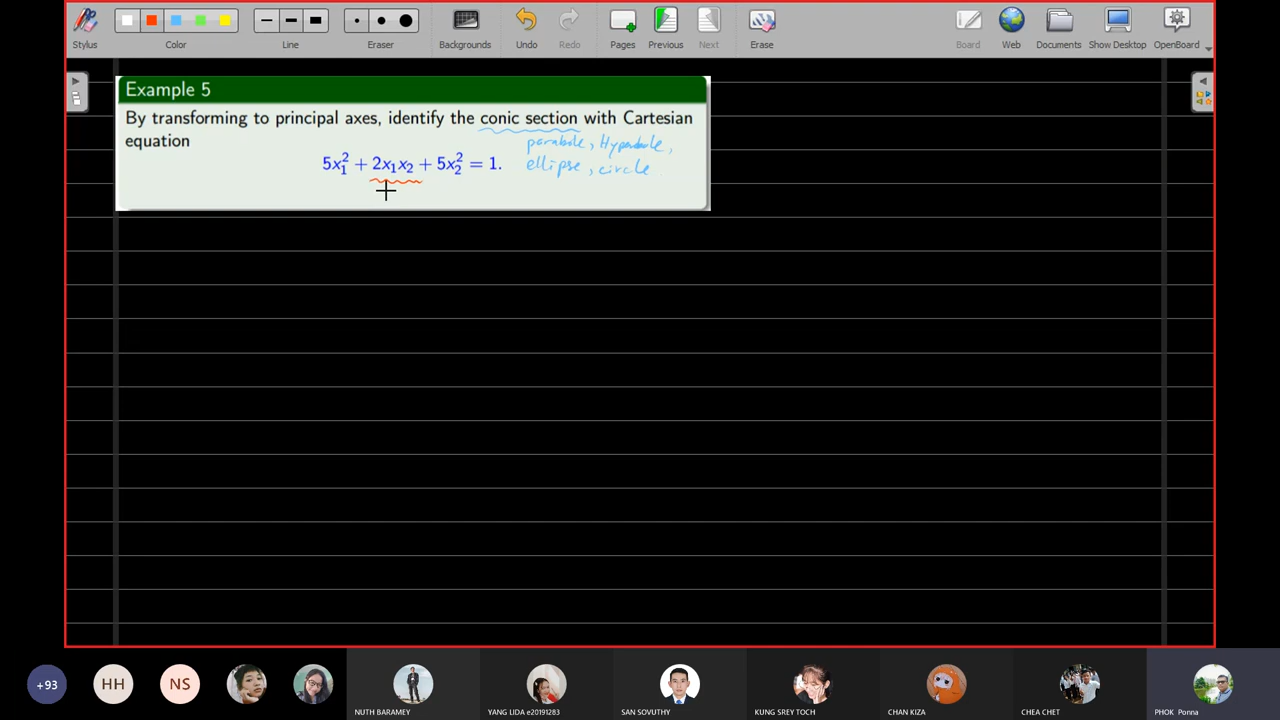 Stylus
Color
Line
Eraser
Backgrounds
Undo
Redo
Pages
Previous
Next
Erase
Board
Web
Documents
Show Desktop
OpenBoard
Example 5
By transforming to principal axes, identify the conic section with Cartesian
equation
parabole, Hyperbole,
5x₁² + 2x₁x₂ + 5x₂² = 1.
ellipse, circle
+93
HH
NS
NUTH BARAMEY
YANG LIDA e20191283
SAN SOVUTHY
KUNG SREY TOCH
CHAN KIZA
CHEA CHET
PHOK Ponna